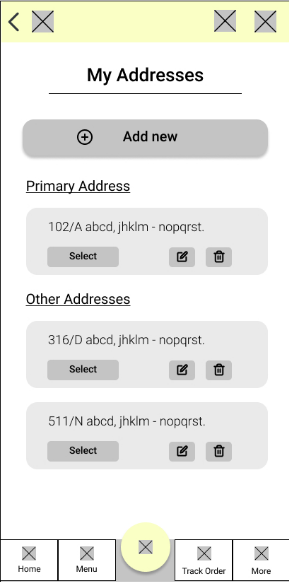 My Addresses
Add new
Primary Address
102/A abcd, jhklm - nopqrst.
Select
Other Addresses
316/D abcd, jhklm - nopqrst.
Select
511/N abcd, jhklm - nopqrst.
Select
Home Menu Track Order More